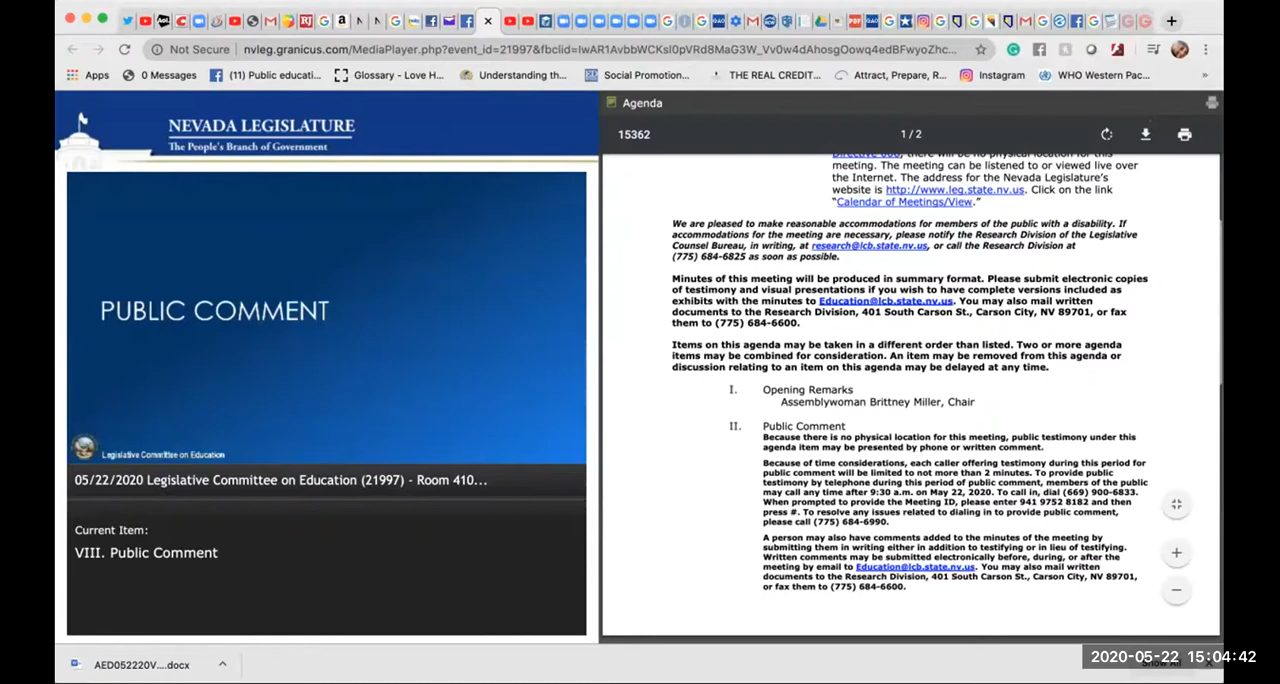 Not Secure
nvleg.granicus.com/MediaPlayer.php?event_id=21997&fbclid=IwAR1AvbbWCKsI0pVRd8MaG3W_Vv0w4dAhosgOowq4edBFwyoZhc...
Apps
0 Messages
(11) Public educati...
Glossary - Love H...
Understanding th...
Social Promotion...
THE REAL CREDIT...
Attract, Prepare, R...
Instagram
WHO Western Pac...
»
NEVADA LEGISLATURE
The People's Branch of Government
PUBLIC COMMENT
Legislative Committee on Education
05/22/2020 Legislative Committee on Education (21997) - Room 410...
Current Item:
VIII. Public Comment
Agenda
15362
1 / 2
there will be no physical location for this
meeting. The meeting can be listened to or viewed live over
the Internet. The address for the Nevada Legislature's
website is http://www.leg.state.nv.us. Click on the link
"Calendar of Meetings/View."
We are pleased to make reasonable accommodations for members of the public with a disability. If
accommodations for the meeting are necessary, please notify the Research Division of the Legislative
Counsel Bureau, in writing, at research@lcb.state.nv.us, or call the Research Division at
(775) 684-6825 as soon as possible.
Minutes of this meeting will be produced in summary format. Please submit electronic copies
of testimony and visual presentations if you wish to have complete versions included as
exhibits with the minutes to Education@lcb.state.nv.us. You may also mail written
documents to the Research Division, 401 South Carson St., Carson City, NV 89701, or fax
them to (775) 684-6600.
Items on this agenda may be taken in a different order than listed. Two or more agenda
items may be combined for consideration. An item may be removed from this agenda or
discussion relating to an item on this agenda may be delayed at any time.
I. Opening Remarks
Assemblywoman Brittney Miller, Chair
II. Public Comment
Because there is no physical location for this meeting, public testimony under this
agenda item may be presented by phone or written comment.
Because of time considerations, each caller offering testimony during this period for
public comment will be limited to not more than 2 minutes. To provide public
testimony by telephone during this period of public comment, members of the public
may call any time after 9:30 a.m. on May 22, 2020. To call in, dial (669) 900-6833.
When prompted to provide the Meeting ID, please enter 941 9752 8182 and then
press #. To resolve any issues related to dialing in to provide public comment,
please call (775) 684-6990.
A person may also have comments added to the minutes of the meeting by
submitting them in writing either in addition to testifying or in lieu of testifying.
Written comments may be submitted electronically before, during, or after the
meeting by email to Education@lcb.state.nv.us. You may also mail written
documents to the Research Division, 401 South Carson St., Carson City, NV 89701,
or fax them to (775) 684-6600.
AED052220V....docx
2020-05-22 15:04:42